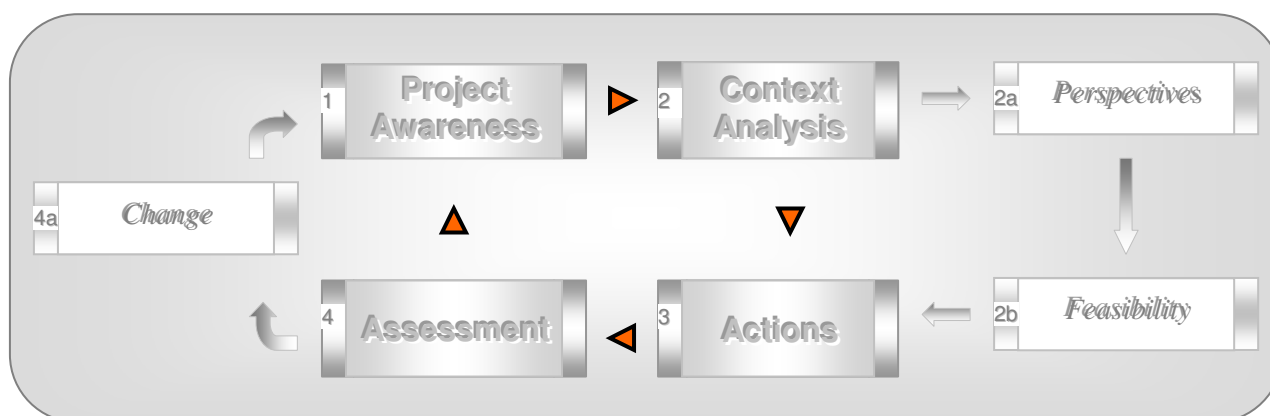 1
Project
Awareness
2
Context
Analysis
2a
Perspectives
4a
Change
4
Assessment
3
Actions
2b
Feasibility